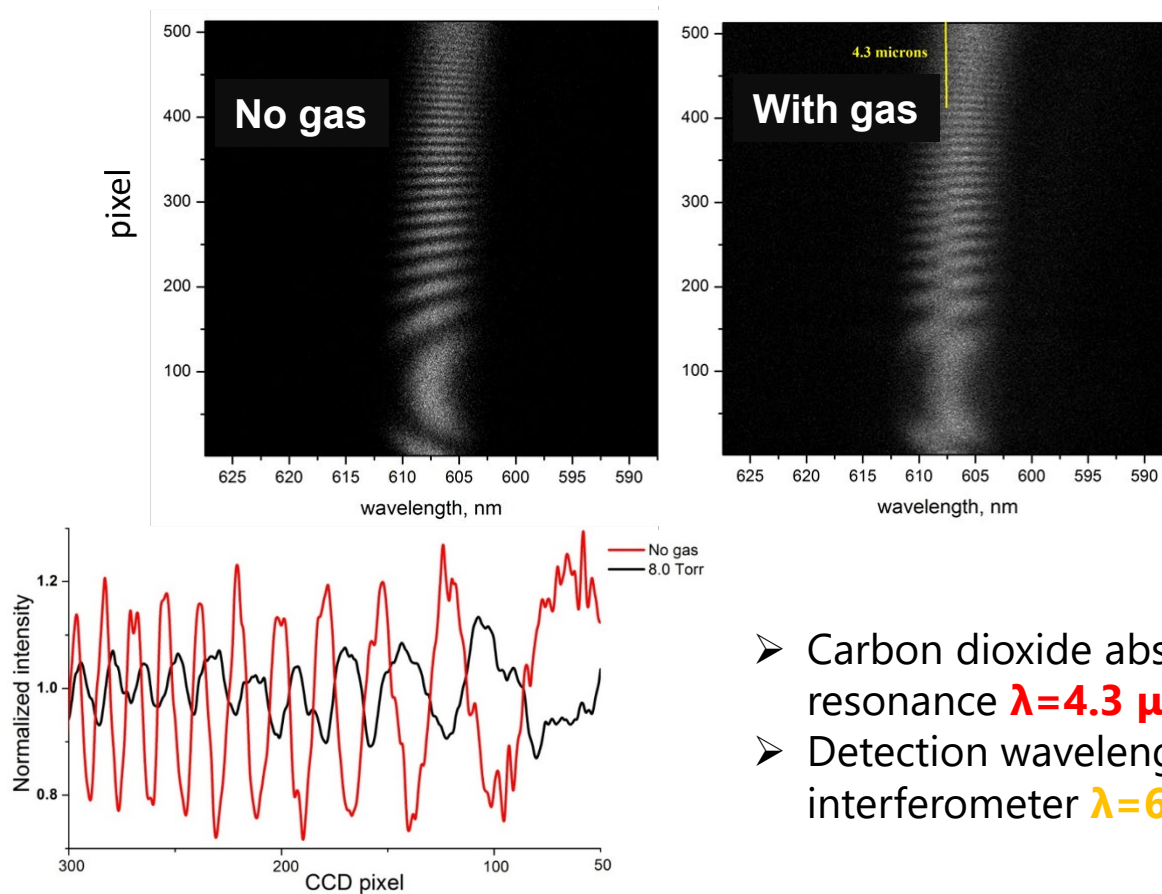 No gas
pixel
500
400
300
200
100
625 620 615 610 605 600 595 590
wavelength, nm
With gas
4.3 microns
500
400
300
200
100
625 620 615 610 605 600 595 590
wavelength, nm
No gas
8.0 Torr
Normalized intensity
1.2
1.0
0.8
300 200 100 50
CCD pixel
➢ Carbon dioxide abs
resonance λ=4.3 µ
➢ Detection waveleng
interferometer λ=6